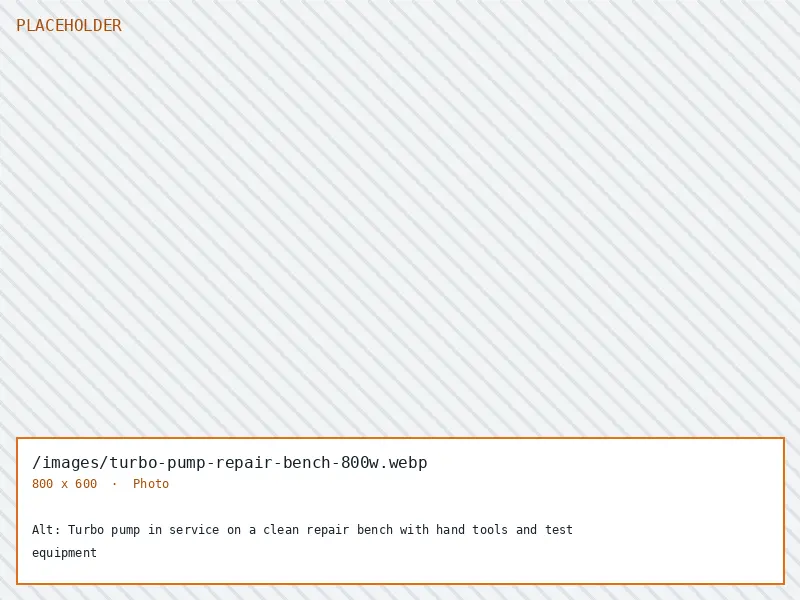 PLACEHOLDER
/images/turbo-pump-repair-bench-800w.webp
800 x 600 · Photo
Alt: Turbo pump in service on a clean repair bench with hand tools and test
equipment